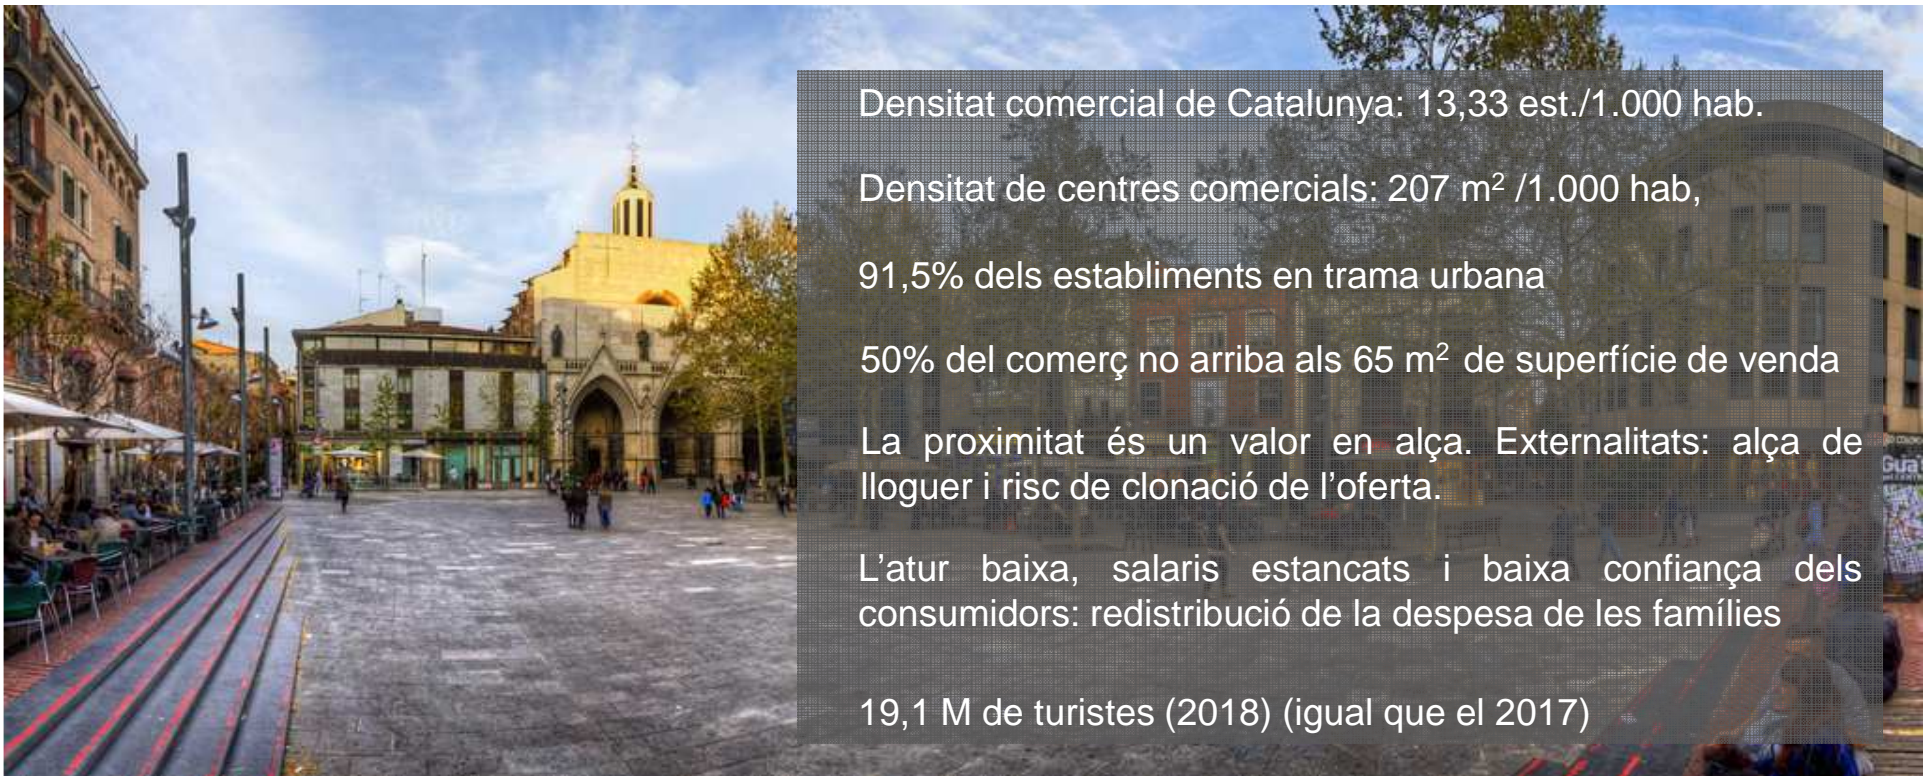 Densitat comercial de Catalunya: 13,33 est./1.000 hab.
Densitat de centres comercials: 207 m² /1.000 hab,
91,5% dels establiments en trama urbana
50% del comerç no arriba als 65 m² de superfície de venda
La proximitat és un valor en alça. Externalitats: alça de
lloguer i risc de clonació de l’oferta.
L’atur baixa, salaris estancats i baixa confiança dels
consumidors: redistribució de la despesa de les famílies
19,1 M de turistes (2018) (igual que el 2017)